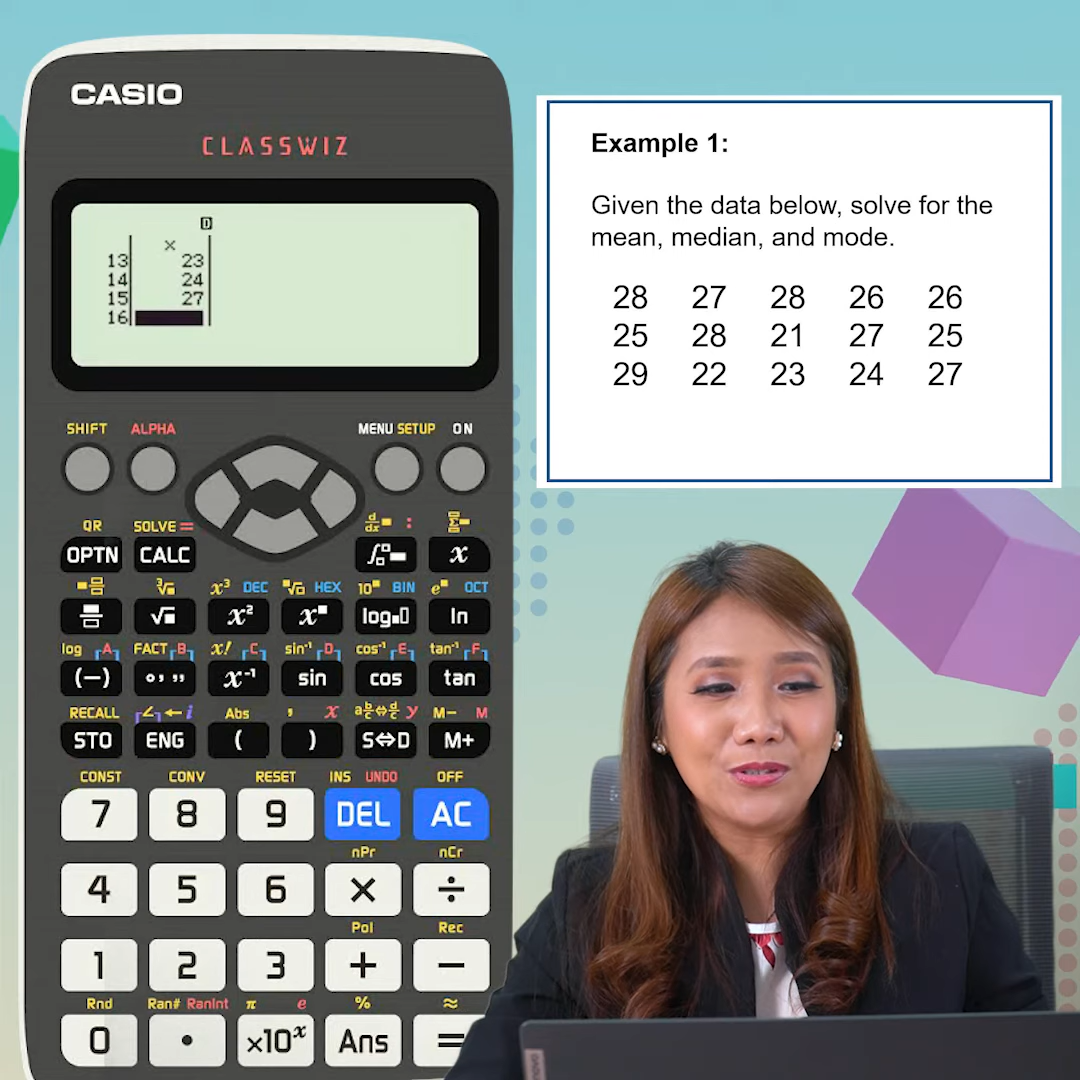 CASIO
CLASSWIZ
D
×
13 23
14 24
15 27
16
SHIFT ALPHA MENU SETUP ON
QR SOLVE = d/dx■ : Σ
OPTN CALC x
³√ x³ DEC ■√ HEX 10■ BIN e■ OCT
√■ x² x■ log■ ln
log A FACT B x! C sin⁻¹ D cos⁻¹ E tan⁻¹ F
(−) ° ’ ” x⁻¹ sin cos tan
RECALL ∠ ← i Abs , x y M− M
STO ENG ( ) S⇔D M+
CONST CONV RESET INS UNDO OFF
7 8 9 DEL AC
nPr nCr
4 5 6 × ÷
Pol Rec
1 2 3 + −
Rnd Ran# RanInt π e % ≈
0 • ×10ˣ Ans =
Example 1:
Given the data below, solve for the
mean, median, and mode.
28 27 28 26 26
25 28 21 27 25
29 22 23 24 27